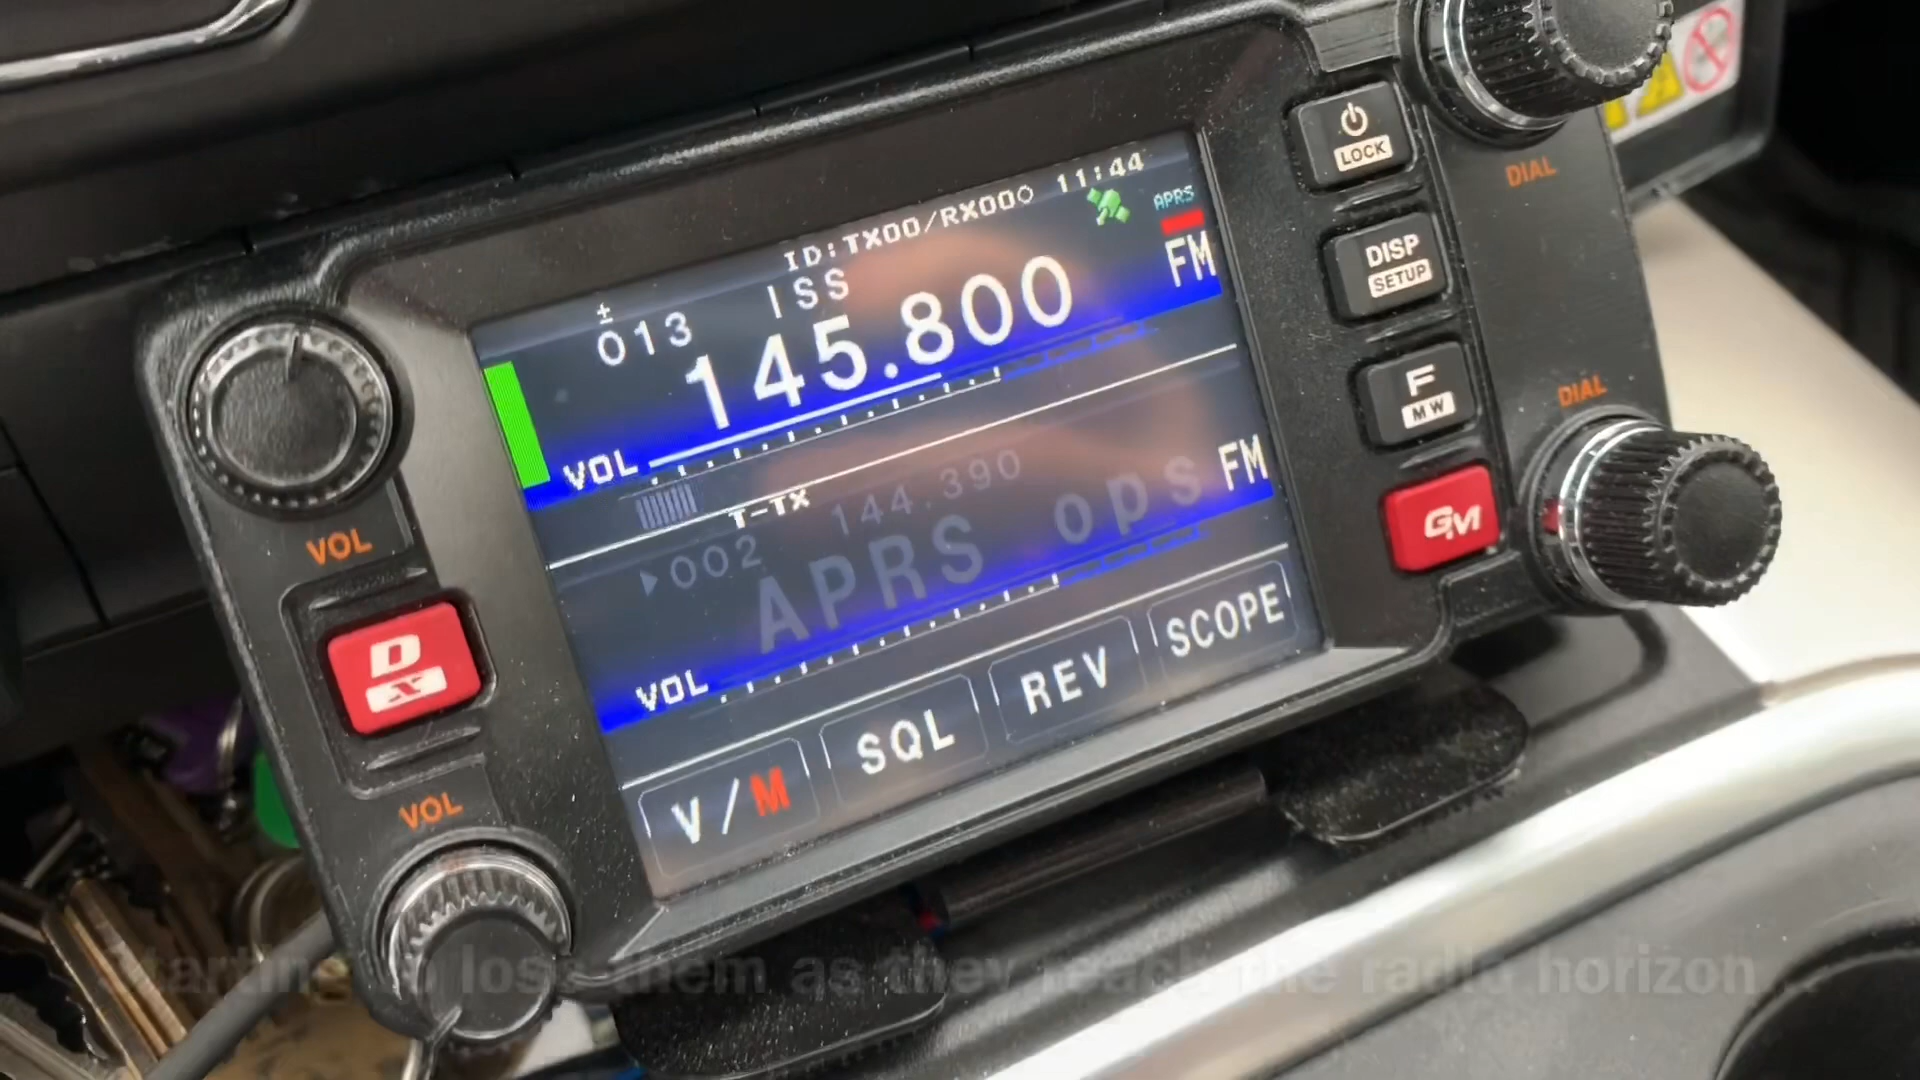 ID:TX00/RX00 11:44
APRS
± 013 ISS
145.800 FM
VOL
T-TX 144.390 FM
002 APRS ops
VOL
V/M SQL REV SCOPE
VOL
D X
VOL
LOCK
DISP
SETUP
F
MW
GM
DIAL
DIAL
Starting to loss them as they reach the radio horizon ...